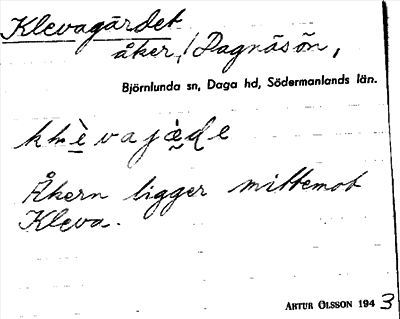 Klevagärdet
åker, Dagnäsön,
Björnlunda sn, Daga hd, Södermanlands län.
Åkern ligger mittemot
Kleva.
ARTUR OLSSON 1943